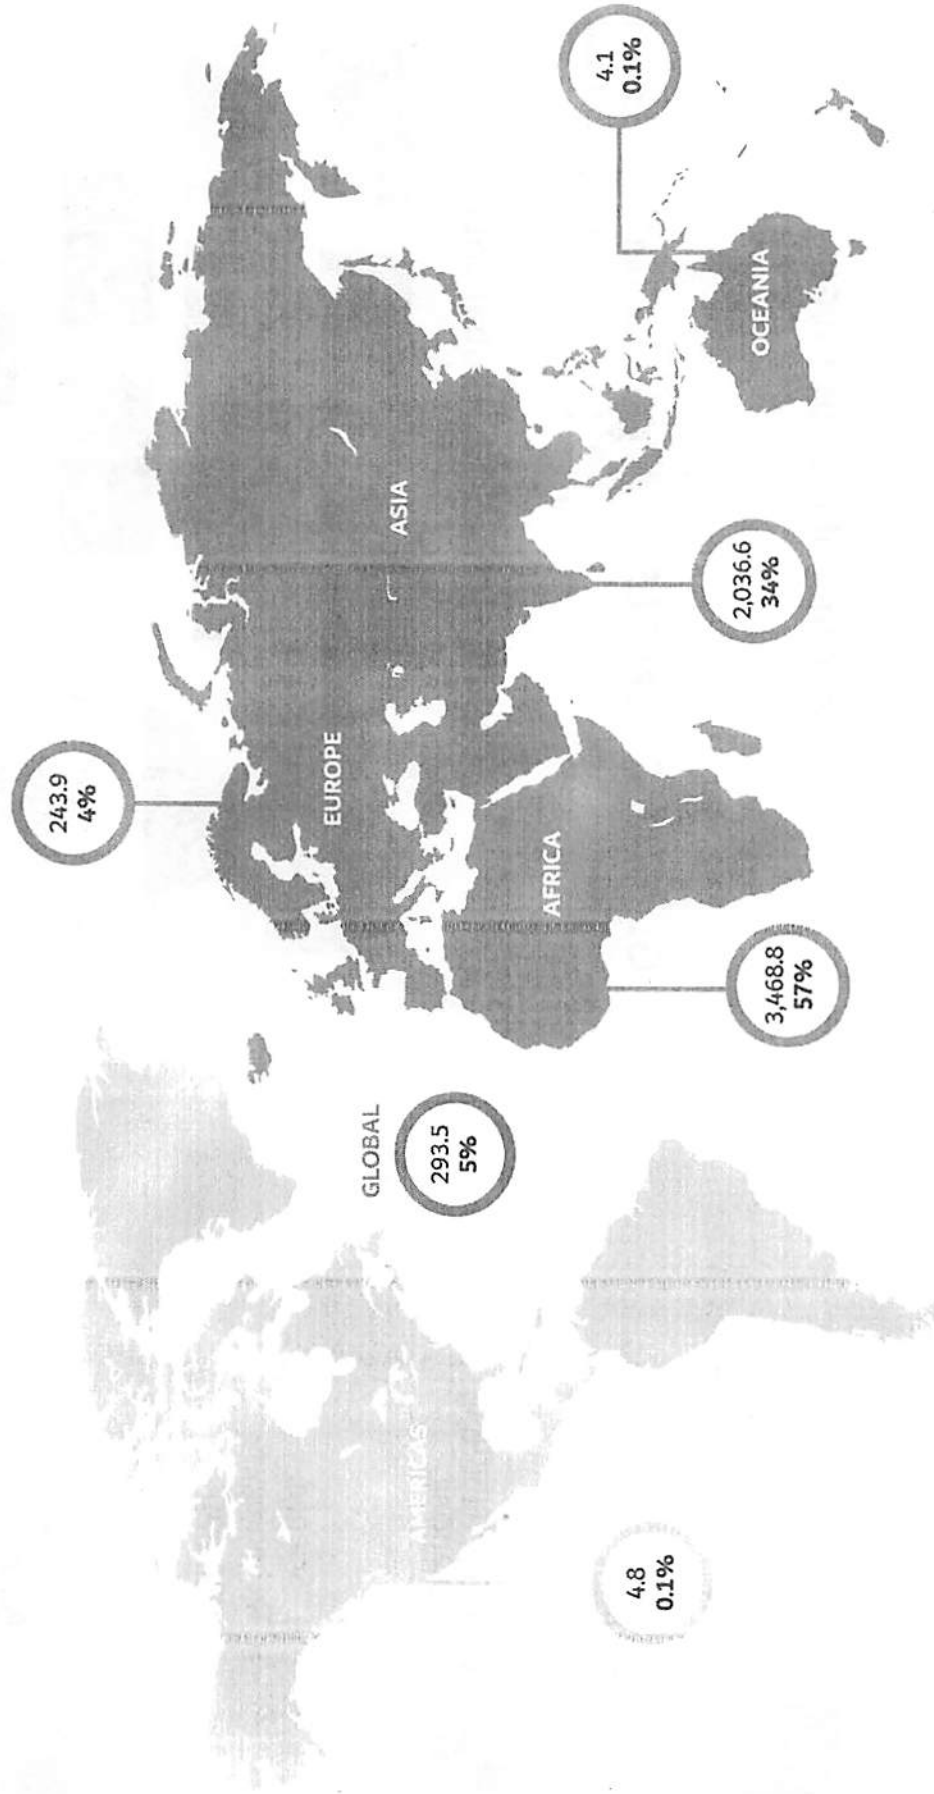 243.9
4%
EUROPE
ASIA
4.1
0.1%
OCEANIA
GLOBAL
293.5
5%
AFRICA
2,036.6
34%
3,468.8
57%
AMERICAS
4.8
0.1%